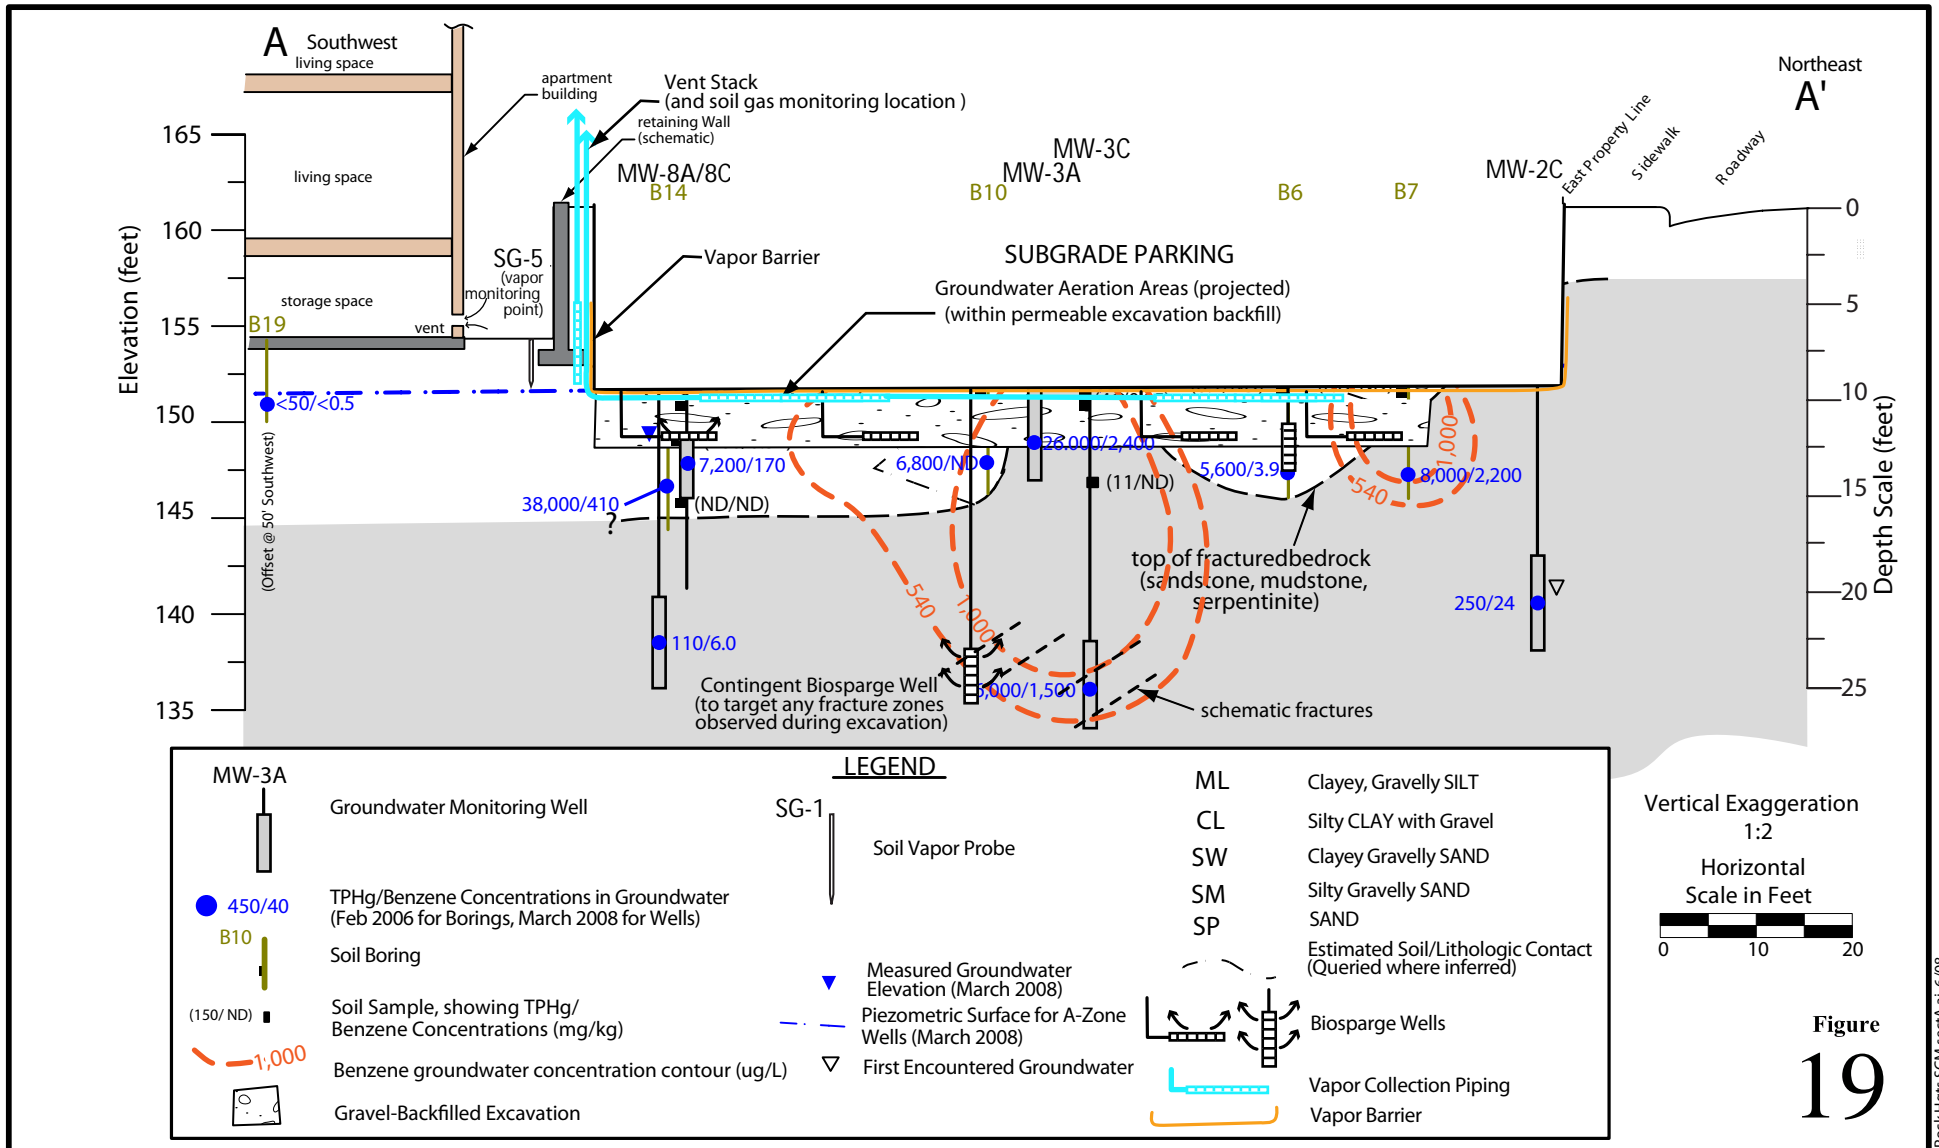 A
Southwest
living space
apartment
building
Vent Stack
(and soil gas monitoring location )
retaining Wall
(schematic)
Northeast
A'
East Property Line
Sidewalk
Roadway
MW-8A/8C
B14
MW-3C
MW-3A
B10
B6
B7
MW-2C
living space
SG-5
(vapor
monitoring
point)
storage space
vent
B19
Vapor Barrier
SUBGRADE PARKING
Groundwater Aeration Areas (projected)
(within permeable excavation backfill)
Elevation (feet)
165
160
155
150
145
140
135
Depth Scale (feet)
0
5
10
15
20
25
<50/<0.5
(Offset @ 50' Southwest)
7,200/170
38,000/410
(ND/ND)
?
110/6.0
6,800/ND
26.000/2,400
(11/ND)
5,600/3.9
8,000/2,200
1,000
540
540
1,000
250/24
top of fracturedbedrock
(sandstone, mudstone,
serpentinite)
Contingent Biosparge Well
(to target any fracture zones
observed during excavation)
,000/1,500
schematic fractures
LEGEND
MW-3A
Groundwater Monitoring Well
450/40
TPHg/Benzene Concentrations in Groundwater
(Feb 2006 for Borings, March 2008 for Wells)
B10
Soil Boring
(150/ ND)
Soil Sample, showing TPHg/
Benzene Concentrations (mg/kg)
1,000
Benzene groundwater concentration contour (ug/L)
Gravel-Backfilled Excavation
SG-1
Soil Vapor Probe
Measured Groundwater
Elevation (March 2008)
Piezometric Surface for A-Zone
Wells (March 2008)
First Encountered Groundwater
ML Clayey, Gravelly SILT
CL Silty CLAY with Gravel
SW Clayey Gravelly SAND
SM Silty Gravelly SAND
SP SAND
Estimated Soil/Lithologic Contact
(Queried where inferred)
Biosparge Wells
Vapor Collection Piping
Vapor Barrier
Vertical Exaggeration
1:2
Horizontal
Scale in Feet
0 10 20
Figure
19